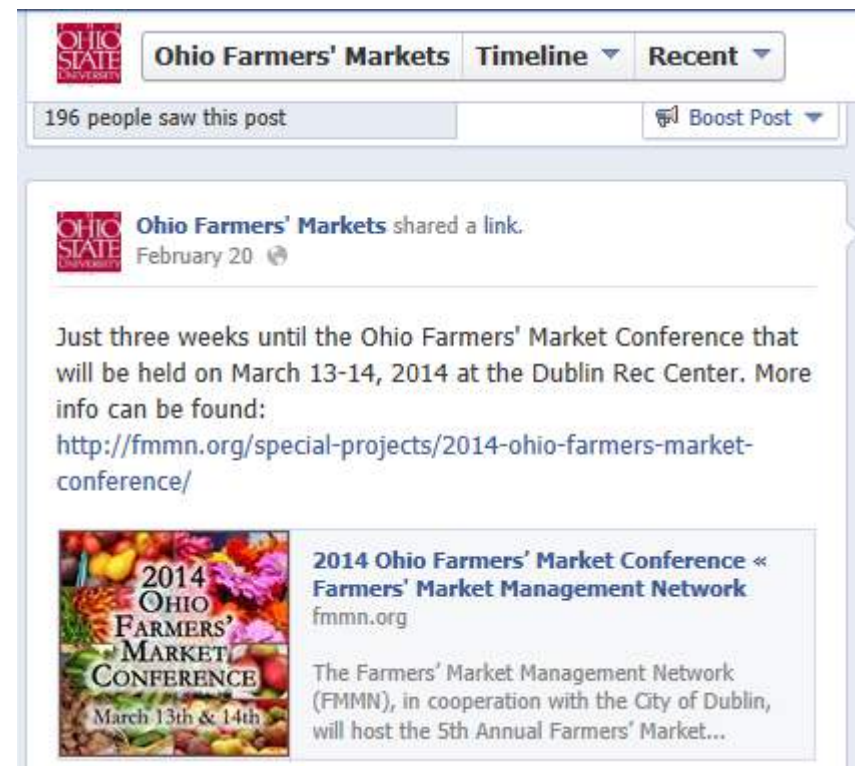 OHIO
STATE
UNIVERSITY
Ohio Farmers' Markets Timeline Recent
196 people saw this post
Boost Post
OHIO
STATE
UNIVERSITY
Ohio Farmers' Markets shared a link.
February 20
Just three weeks until the Ohio Farmers' Market Conference that
will be held on March 13-14, 2014 at the Dublin Rec Center. More
info can be found:
http://fmmn.org/special-projects/2014-ohio-farmers-market-
conference/
2014
OHIO
FARMERS'
MARKET
CONFERENCE
March 13th & 14th
2014 Ohio Farmers' Market Conference «
Farmers' Market Management Network
fmmn.org
The Farmers' Market Management Network
(FMMN), in cooperation with the City of Dublin,
will host the 5th Annual Farmers' Market...